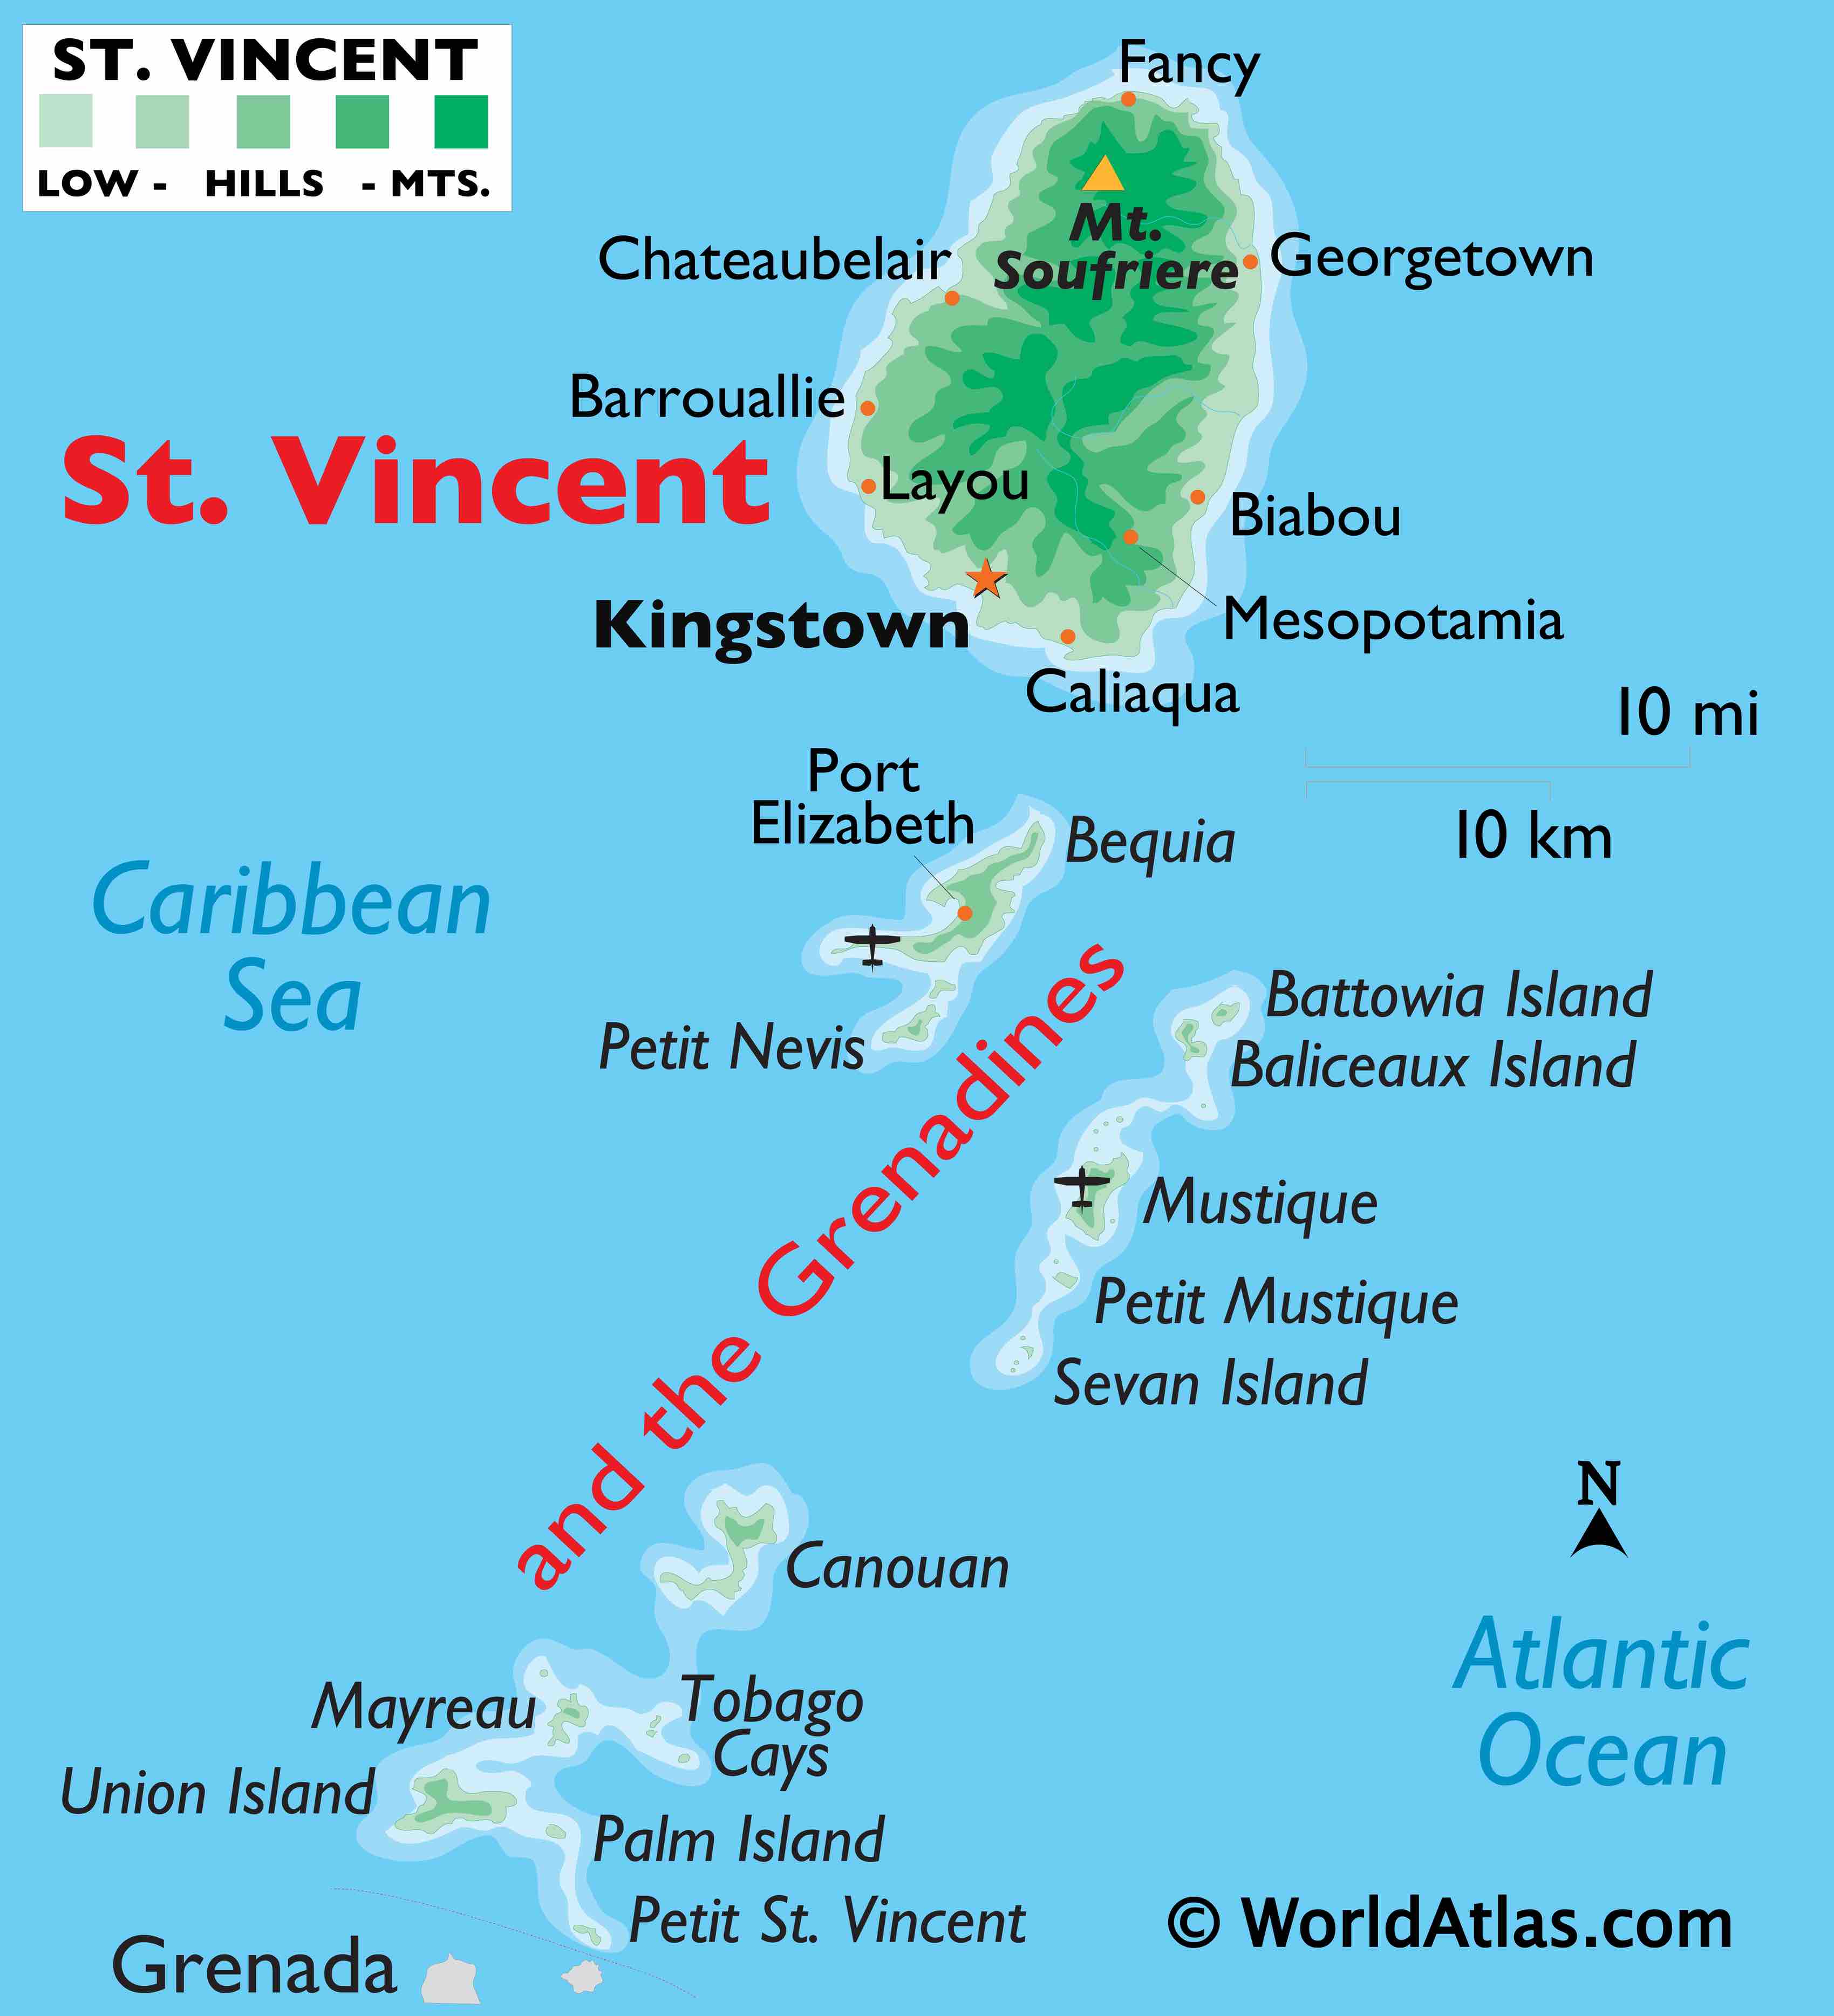 ST. VINCENT
LOW - HILLS - MTS.
Fancy
Mt.
Soufriere
Chateaubelair
Georgetown
Barrouallie
St. Vincent
Layou
Biabou
Kingstown
Mesopotamia
Caliaqua
10 mi
10 km
Port
Elizabeth
Bequia
Caribbean
Sea
Petit Nevis
Battowia Island
Baliceaux Island
and the Grenadines
Mustique
Petit Mustique
Sevan Island
N
Canouan
Atlantic
Ocean
Mayreau
Tobago
Cays
Union Island
Palm Island
Petit St. Vincent
Grenada
© WorldAtlas.com